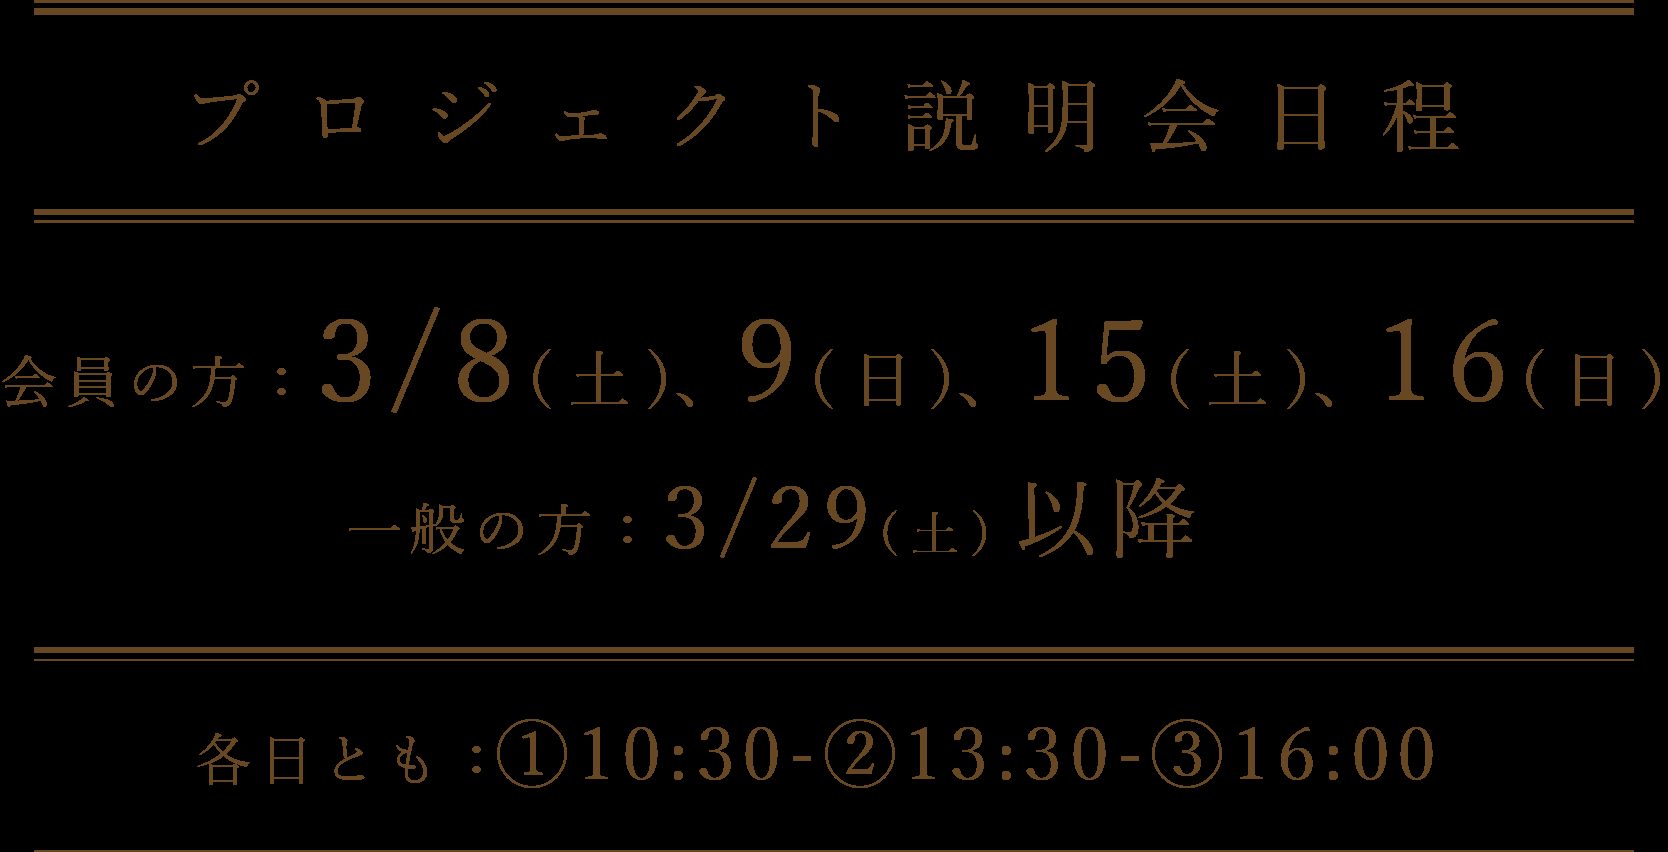 プロジェクト説明会日程
会員の方：3/8(土)、9(日)、15(土)、16(日)
一般の方：3/29(土)以降
各日とも：①10:30-②13:30-③16:00